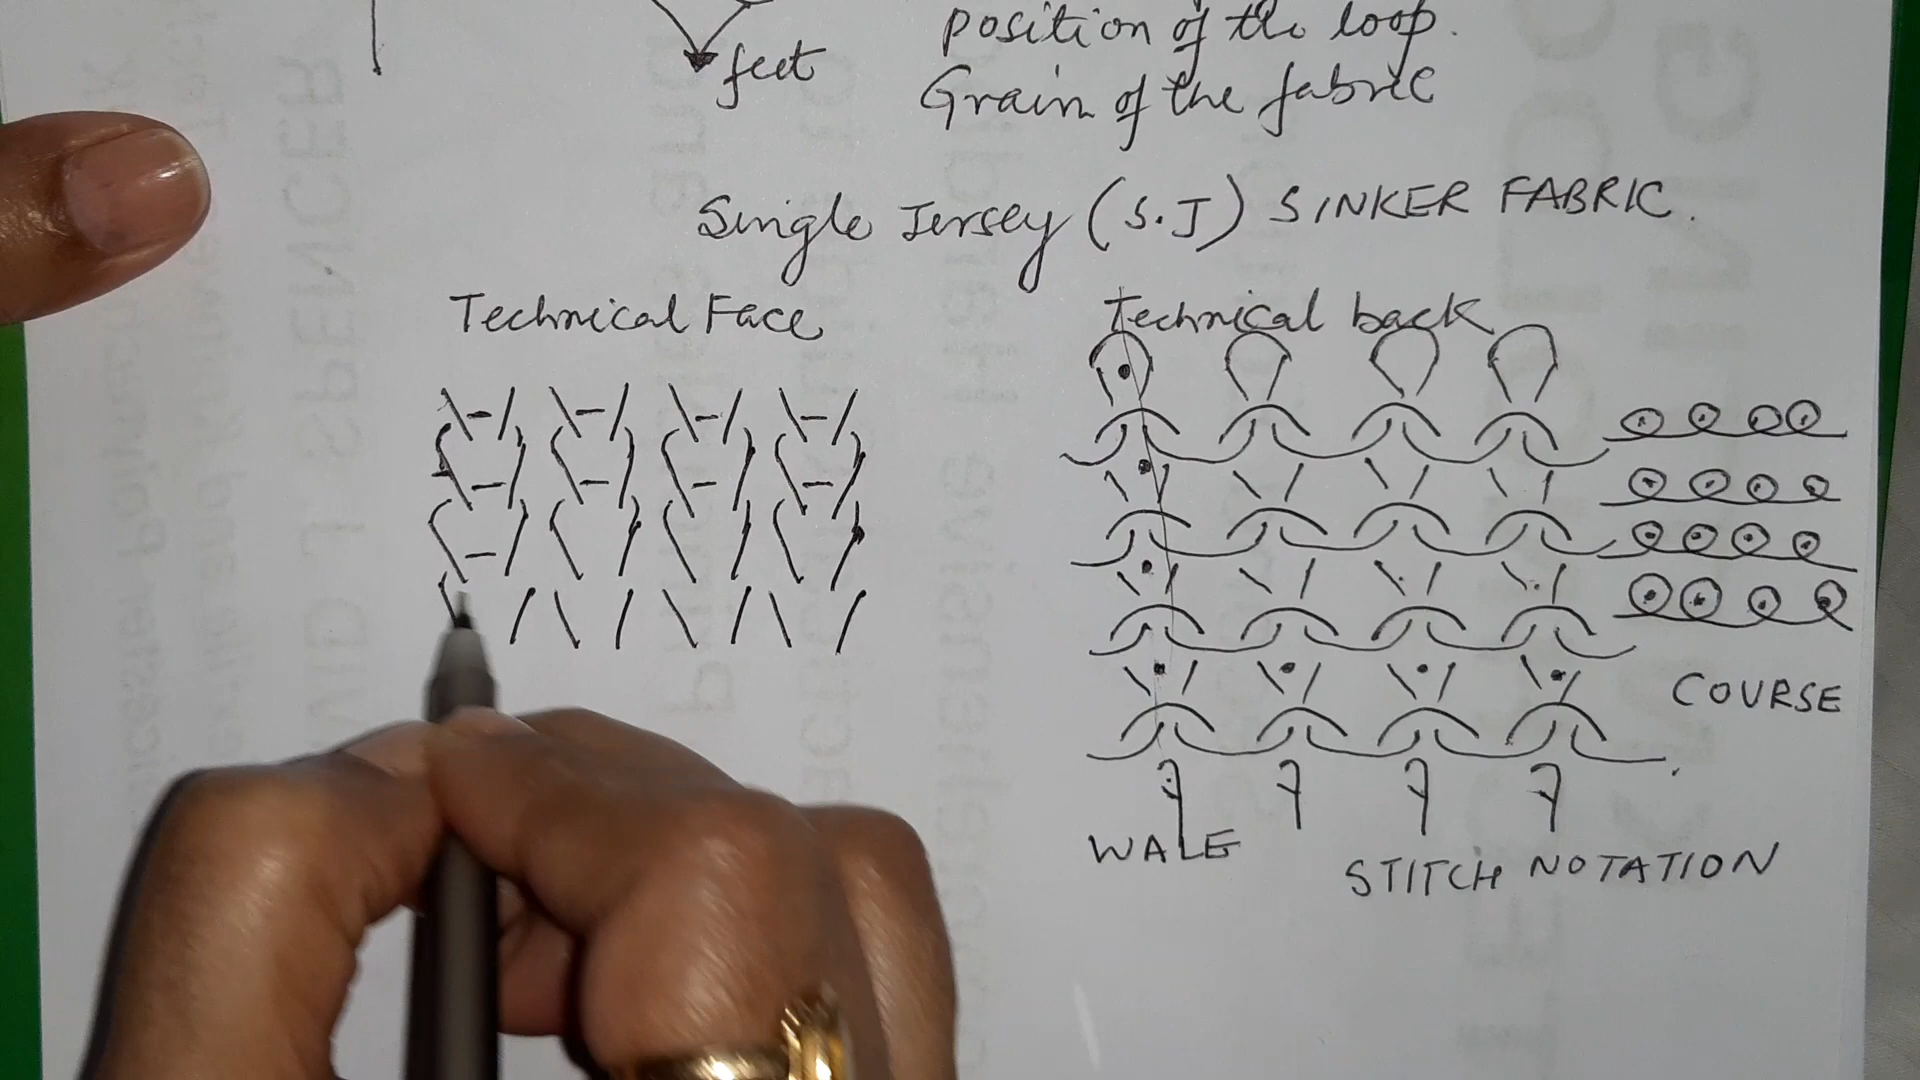 feet
position of the loop.
Grain of the fabric
Single Jersey (S.J) SINKER FABRIC.
Technical Face
Technical back
COURSE
WALE
STITCH NOTATION